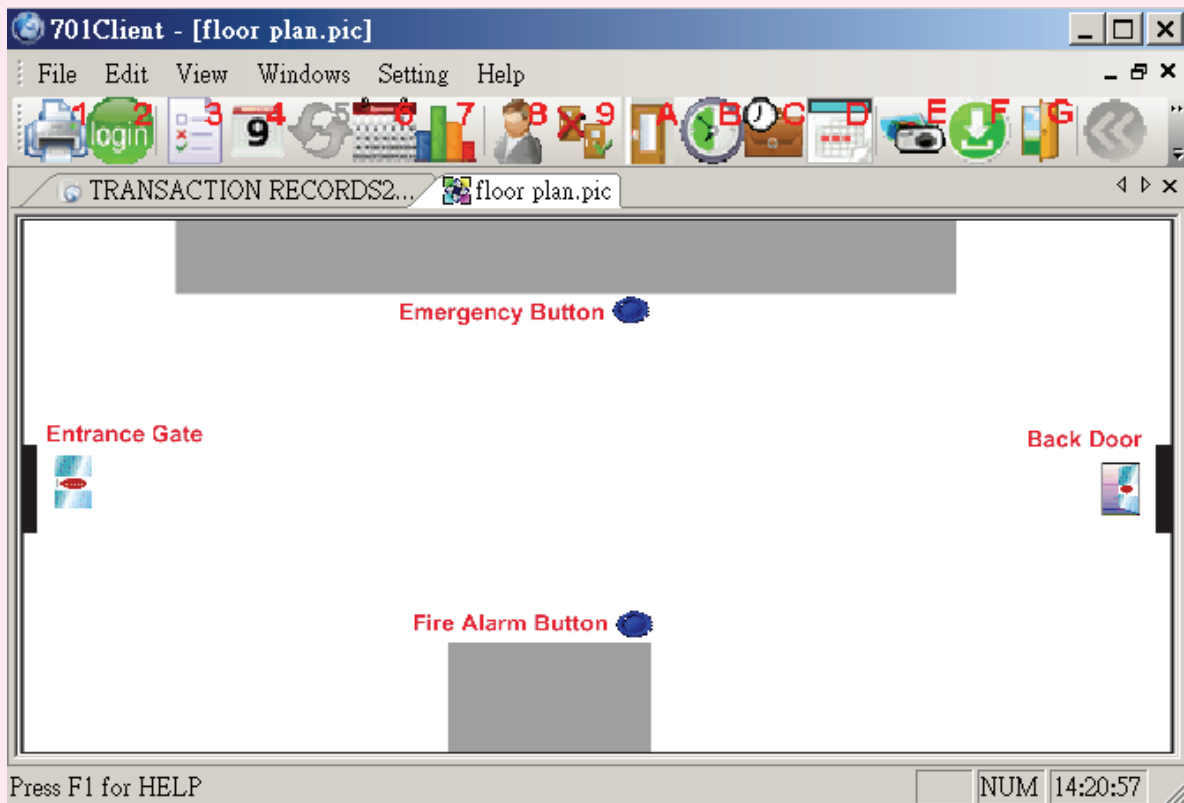 701Client - [floor plan.pic]
File Edit View Windows Setting Help
1 login 2 3 9 4 5 6 7 8 9 A B C D E F G
TRANSACTION RECORDS2... floor plan.pic
Emergency Button
Entrance Gate
Back Door
Fire Alarm Button
Press F1 for HELP NUM 14:20:57